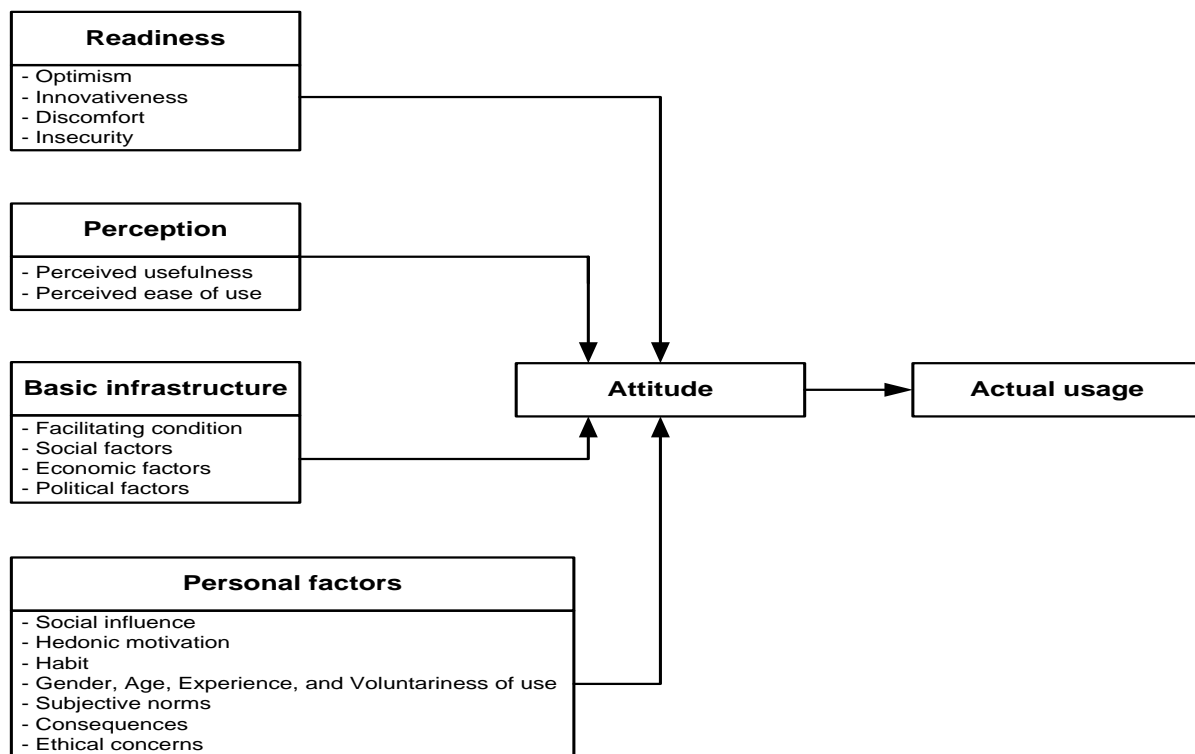 Readiness
- Optimism
- Innovativeness
- Discomfort
- Insecurity
Perception
- Perceived usefulness
- Perceived ease of use
Basic infrastructure
- Facilitating condition
- Social factors
- Economic factors
- Political factors
Attitude
Actual usage
Personal factors
- Social influence
- Hedonic motivation
- Habit
- Gender, Age, Experience, and Voluntariness of use
- Subjective norms
- Consequences
- Ethical concerns